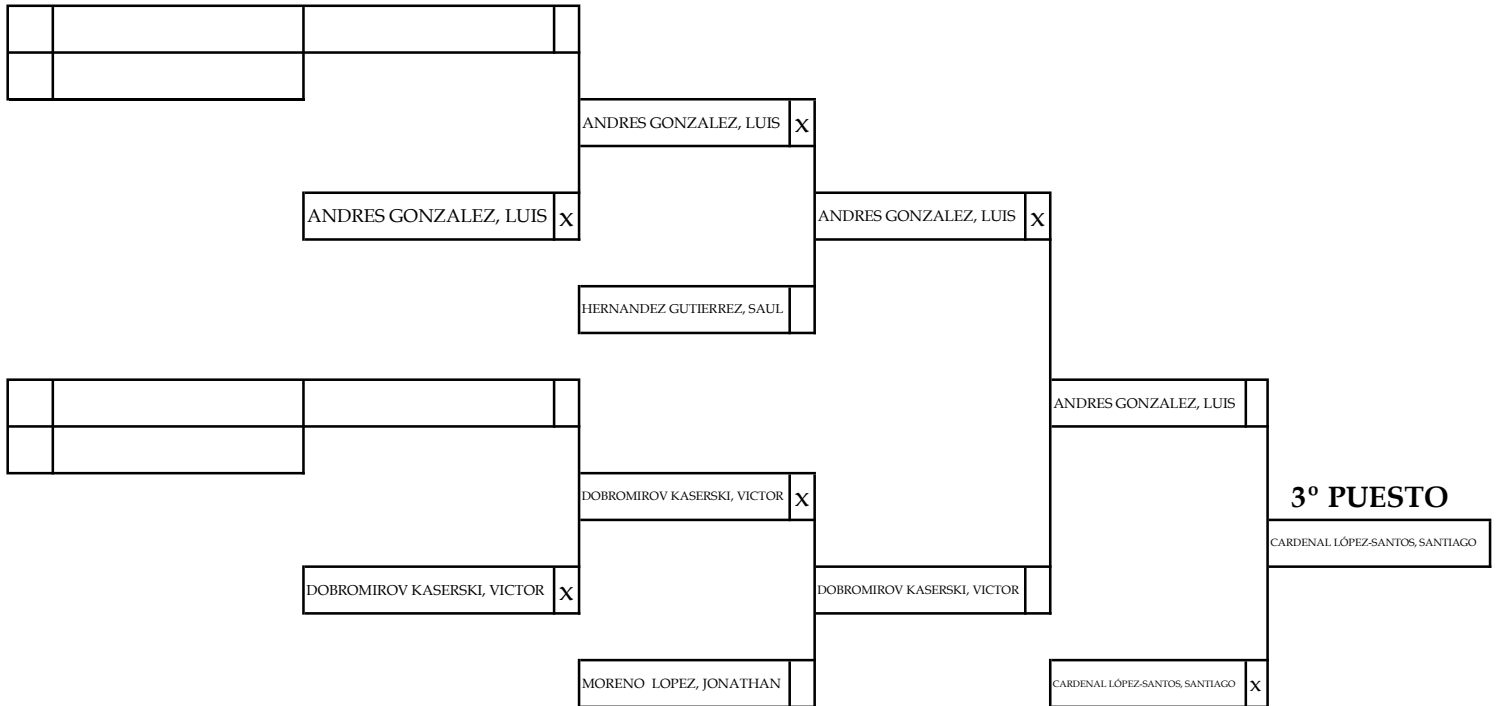 ANDRES GONZALEZ, LUIS X
ANDRES GONZALEZ, LUIS X
ANDRES GONZALEZ, LUIS X
HERNANDEZ GUTIERREZ, SAUL
ANDRES GONZALEZ, LUIS
DOBROMIROV KASERSKI, VICTOR X
3º PUESTO
CARDENAL LÓPEZ-SANTOS, SANTIAGO
DOBROMIROV KASERSKI, VICTOR X
DOBROMIROV KASERSKI, VICTOR
MORENO LOPEZ, JONATHAN
CARDENAL LÓPEZ-SANTOS, SANTIAGO X